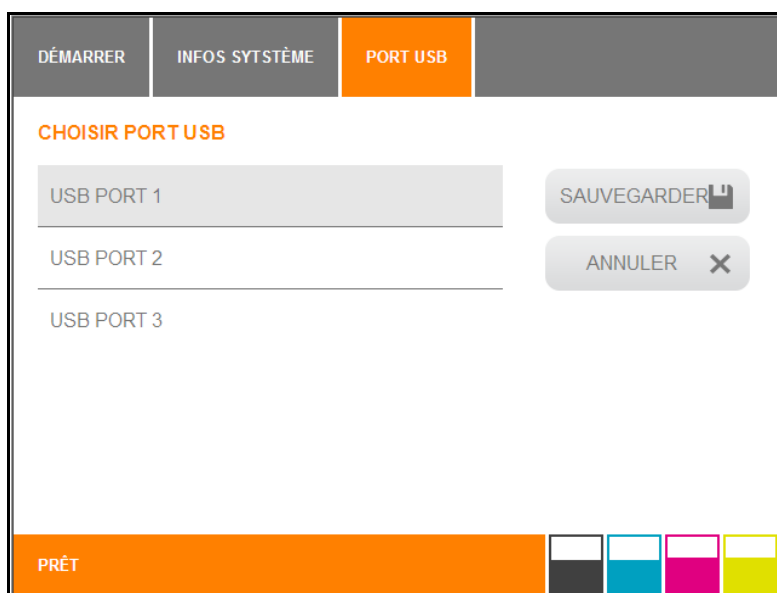 DÉMARRER INFOS SYTSTÈME PORT USB
CHOISIR PORT USB
USB PORT 1
SAUVEGARDER
USB PORT 2
ANNULER
USB PORT 3
PRÊT